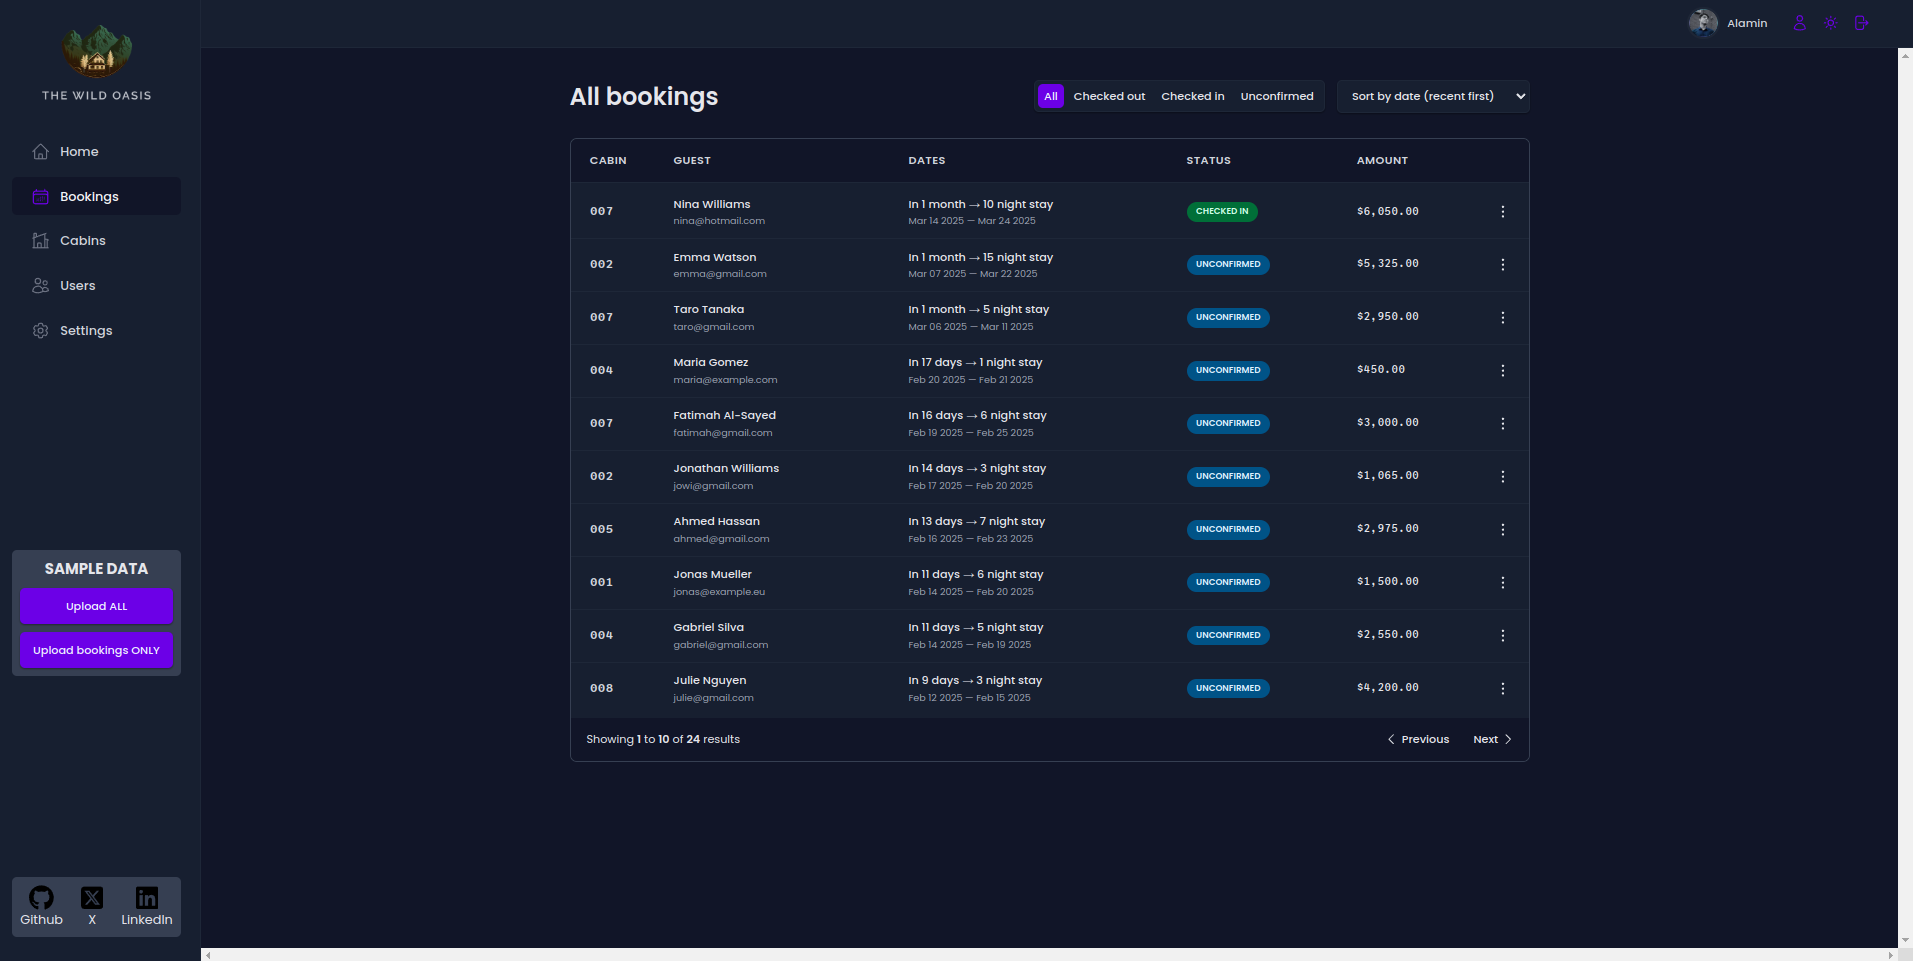 THE WILD OASIS
Home
Bookings
Cabins
Users
Settings
SAMPLE DATA
Upload ALL
Upload bookings ONLY
Github X LinkedIn
Alamin
All bookings
All Checked out Checked in Unconfirmed
Sort by date (recent first)
CABIN GUEST DATES STATUS AMOUNT
007 Nina Williams In 1 month → 10 night stay CHECKED IN $6,050.00
nina@hotmail.com Mar 14 2025 — Mar 24 2025
002 Emma Watson In 1 month → 15 night stay UNCONFIRMED $5,325.00
emma@gmail.com Mar 07 2025 — Mar 22 2025
007 Taro Tanaka In 1 month → 5 night stay UNCONFIRMED $2,950.00
taro@gmail.com Mar 06 2025 — Mar 11 2025
004 Maria Gomez In 17 days → 1 night stay UNCONFIRMED $450.00
maria@example.com Feb 20 2025 — Feb 21 2025
007 Fatimah Al-Sayed In 16 days → 6 night stay UNCONFIRMED $3,000.00
fatimah@gmail.com Feb 19 2025 — Feb 25 2025
002 Jonathan Williams In 14 days → 3 night stay UNCONFIRMED $1,065.00
jowi@gmail.com Feb 17 2025 — Feb 20 2025
005 Ahmed Hassan In 13 days → 7 night stay UNCONFIRMED $2,975.00
ahmed@gmail.com Feb 16 2025 — Feb 23 2025
001 Jonas Mueller In 11 days → 6 night stay UNCONFIRMED $1,500.00
jonas@example.eu Feb 14 2025 — Feb 20 2025
004 Gabriel Silva In 11 days → 5 night stay UNCONFIRMED $2,550.00
gabriel@gmail.com Feb 14 2025 — Feb 19 2025
008 Julie Nguyen In 9 days → 3 night stay UNCONFIRMED $4,200.00
julie@gmail.com Feb 12 2025 — Feb 15 2025
Showing 1 to 10 of 24 results Previous Next